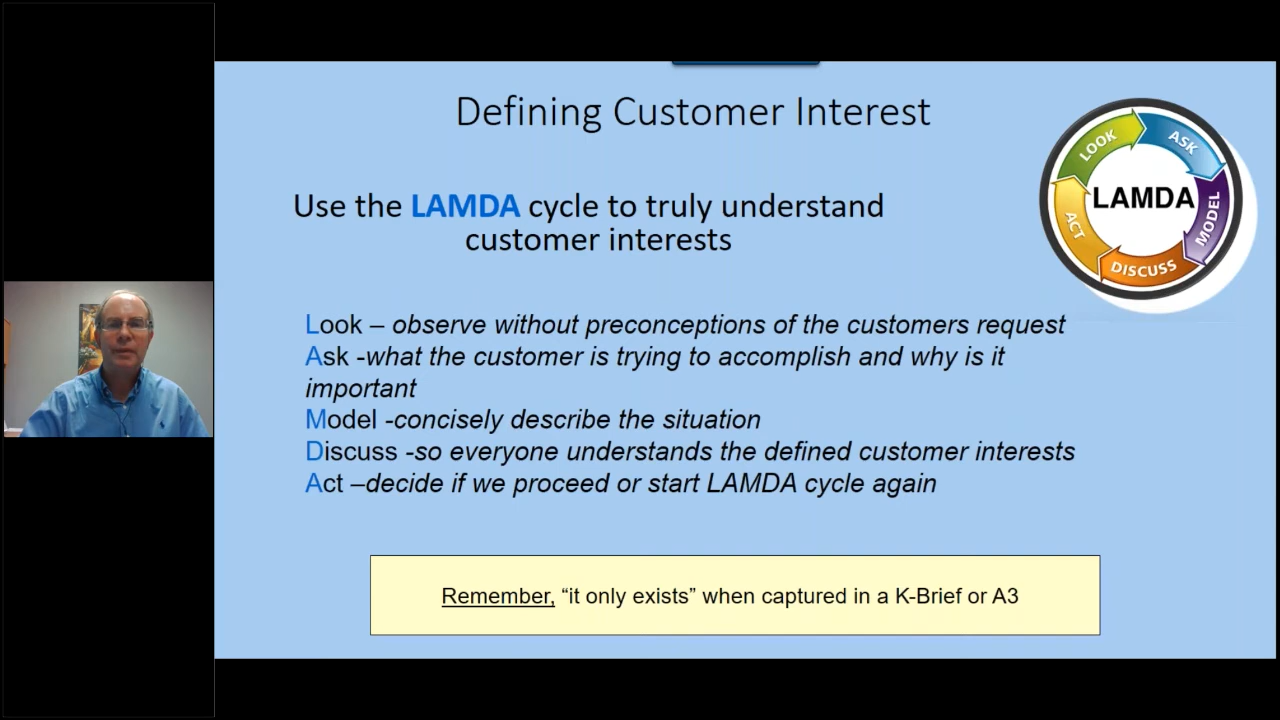 Defining Customer Interest
LOOK
ASK
LAMDA
MODEL
ACT
DISCUSS
Use the LAMDA cycle to truly understand
customer interests
Look – observe without preconceptions of the customers request
Ask -what the customer is trying to accomplish and why is it
important
Model -concisely describe the situation
Discuss -so everyone understands the defined customer interests
Act –decide if we proceed or start LAMDA cycle again
Remember, “it only exists” when captured in a K-Brief or A3